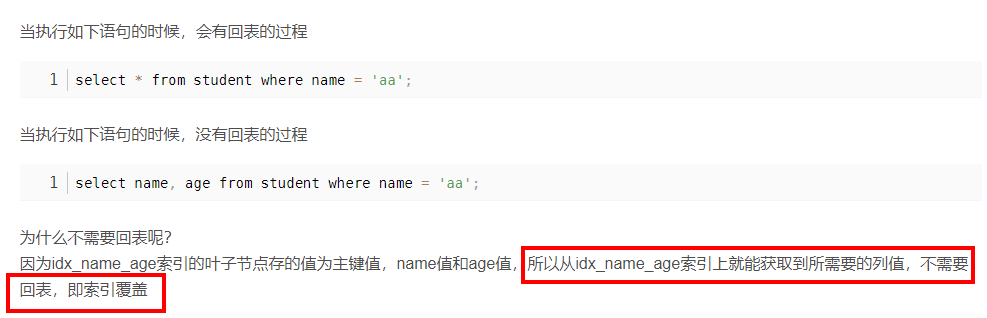 当执行如下语句的时候，会有回表的过程
1 select * from student where name = 'aa';
当执行如下语句的时候，没有回表的过程
1 select name, age from student where name = 'aa';
为什么不需要回表呢？
因为idx_name_age索引的叶子节点存的值为主键值，name值和age值，所以从idx_name_age索引上就能获取到所需要的列值，不需要
回表，即索引覆盖